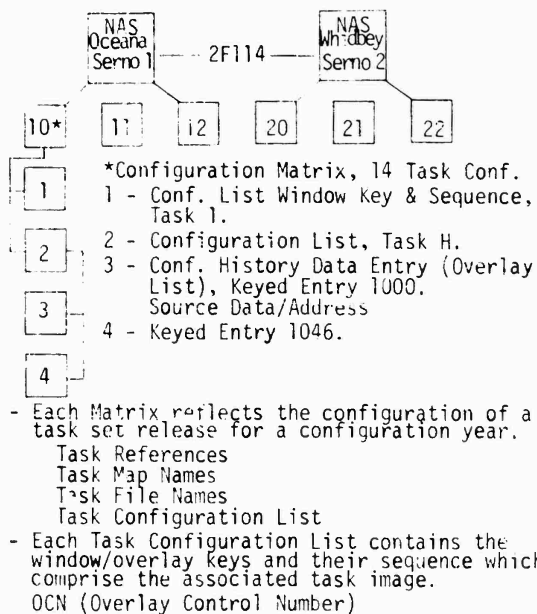 NAS NAS
Oceana Whidbey
Serno 1 — 2F114 — Serno 2
10* 11 12 20 21 22
*Configuration Matrix, 14 Task Conf.
1 1 - Conf. List Window Key & Sequence,
Task 1.
2 2 - Configuration List, Task H.
3 - Conf. History Data Entry (Overlay
List), Keyed Entry 1000.
3 Source Data/Address
4 - Keyed Entry 1046.
4
- Each Matrix reflects the configuration of a
task set release for a configuration year.
Task References
Task Map Names
Task File Names
Task Configuration List
- Each Task Configuration List contains the
window/overlay keys and their sequence which
comprise the associated task image.
OCN (Overlay Control Number)